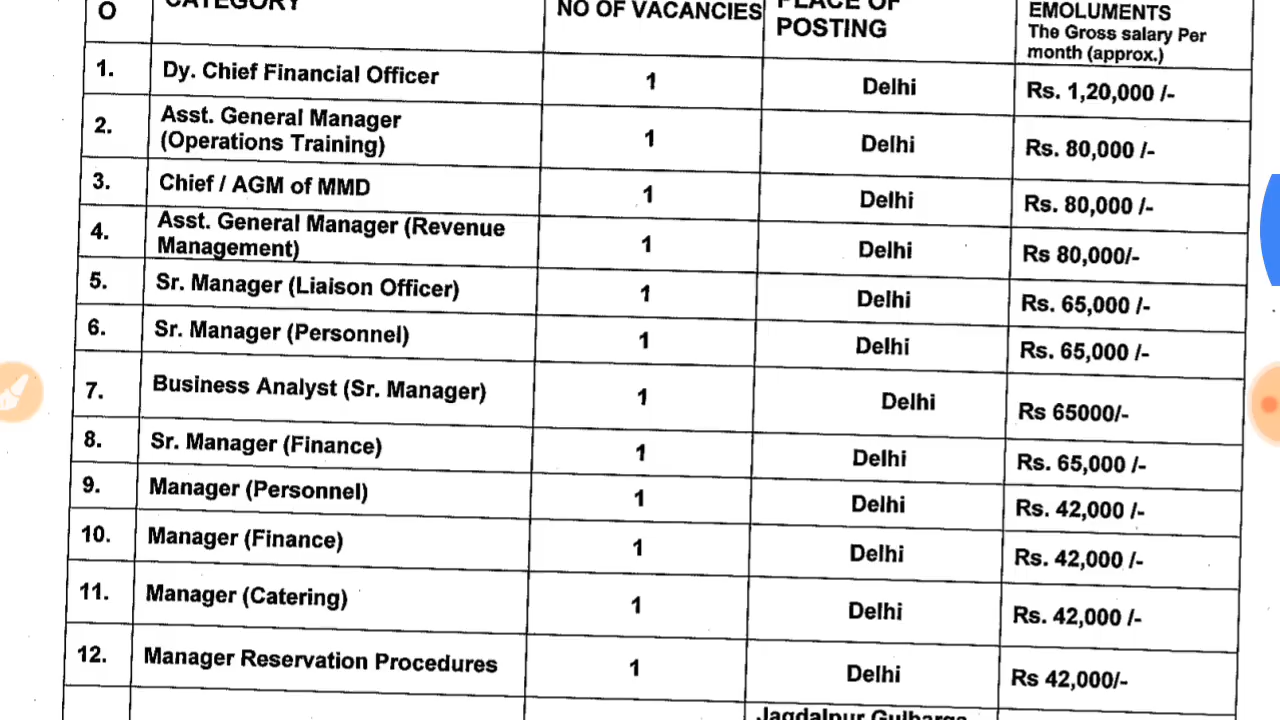 O
CATEGORY
NO OF VACANCIES
PLACE OF
POSTING
EMOLUMENTS
The Gross salary Per
month (approx.)
1.
Dy. Chief Financial Officer
1
Delhi
Rs. 1,20,000 /-
2.
Asst. General Manager
(Operations Training)
1
Delhi
Rs. 80,000 /-
3.
Chief / AGM of MMD
1
Delhi
Rs. 80,000 /-
4.
Asst. General Manager (Revenue
Management)
1
Delhi
Rs 80,000/-
5.
Sr. Manager (Liaison Officer)
1
Delhi
Rs. 65,000 /-
6.
Sr. Manager (Personnel)
1
Delhi
Rs. 65,000 /-
7.
Business Analyst (Sr. Manager)
1
Delhi
Rs 65000/-
8.
Sr. Manager (Finance)
1
Delhi
Rs. 65,000 /-
9.
Manager (Personnel)
1
Delhi
Rs. 42,000 /-
10.
Manager (Finance)
1
Delhi
Rs. 42,000 /-
11.
Manager (Catering)
1
Delhi
Rs. 42,000 /-
12.
Manager Reservation Procedures
1
Delhi
Rs 42,000/-
Jagdalpur Gulbarga